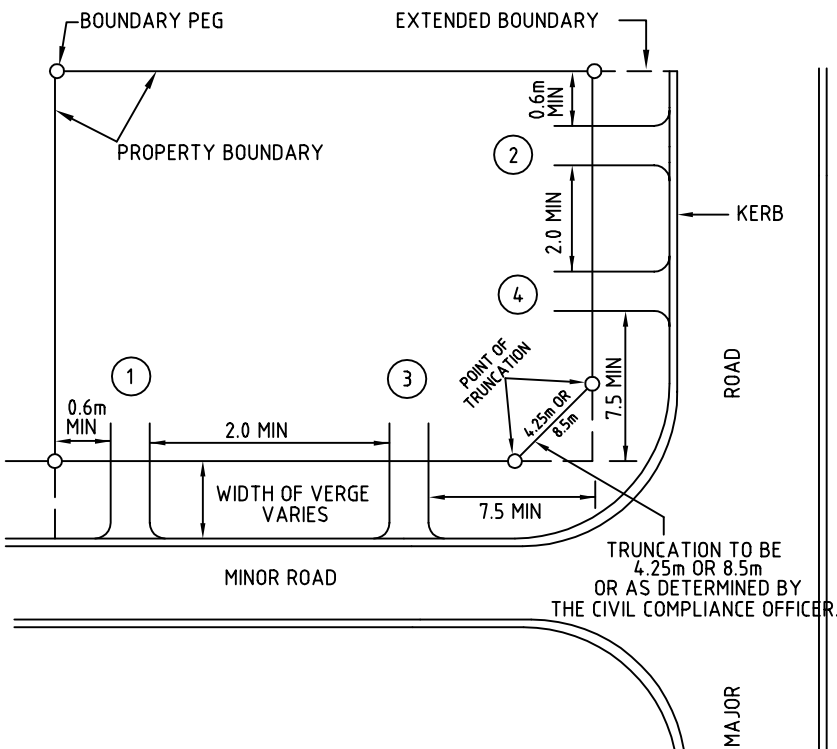 BOUNDARY PEG
EXTENDED BOUNDARY
0.6m
MIN
PROPERTY BOUNDARY
2
2.0 MIN
KERB
4
POINT OF
TRUNCATION
1
3
ROAD
7.5 MIN
0.6m
MIN
4.25m OR
8.5m
2.0 MIN
WIDTH OF VERGE
VARIES
7.5 MIN
TRUNCATION TO BE
4.25m OR 8.5m
OR AS DETERMINED BY
THE CIVIL COMPLIANCE OFFICER.
MINOR ROAD
MAJOR